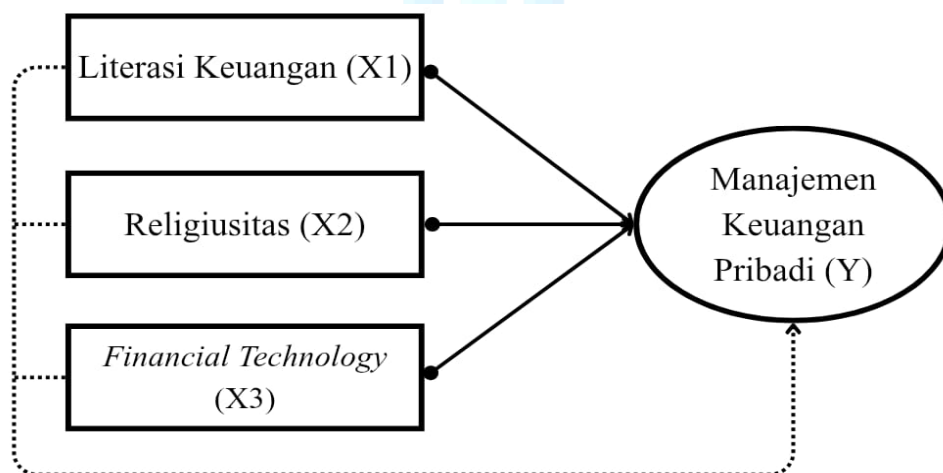 Literasi Keuangan (X1)
Religiusitas (X2)
Financial Technology
(X3)
Manajemen
Keuangan
Pribadi (Y)